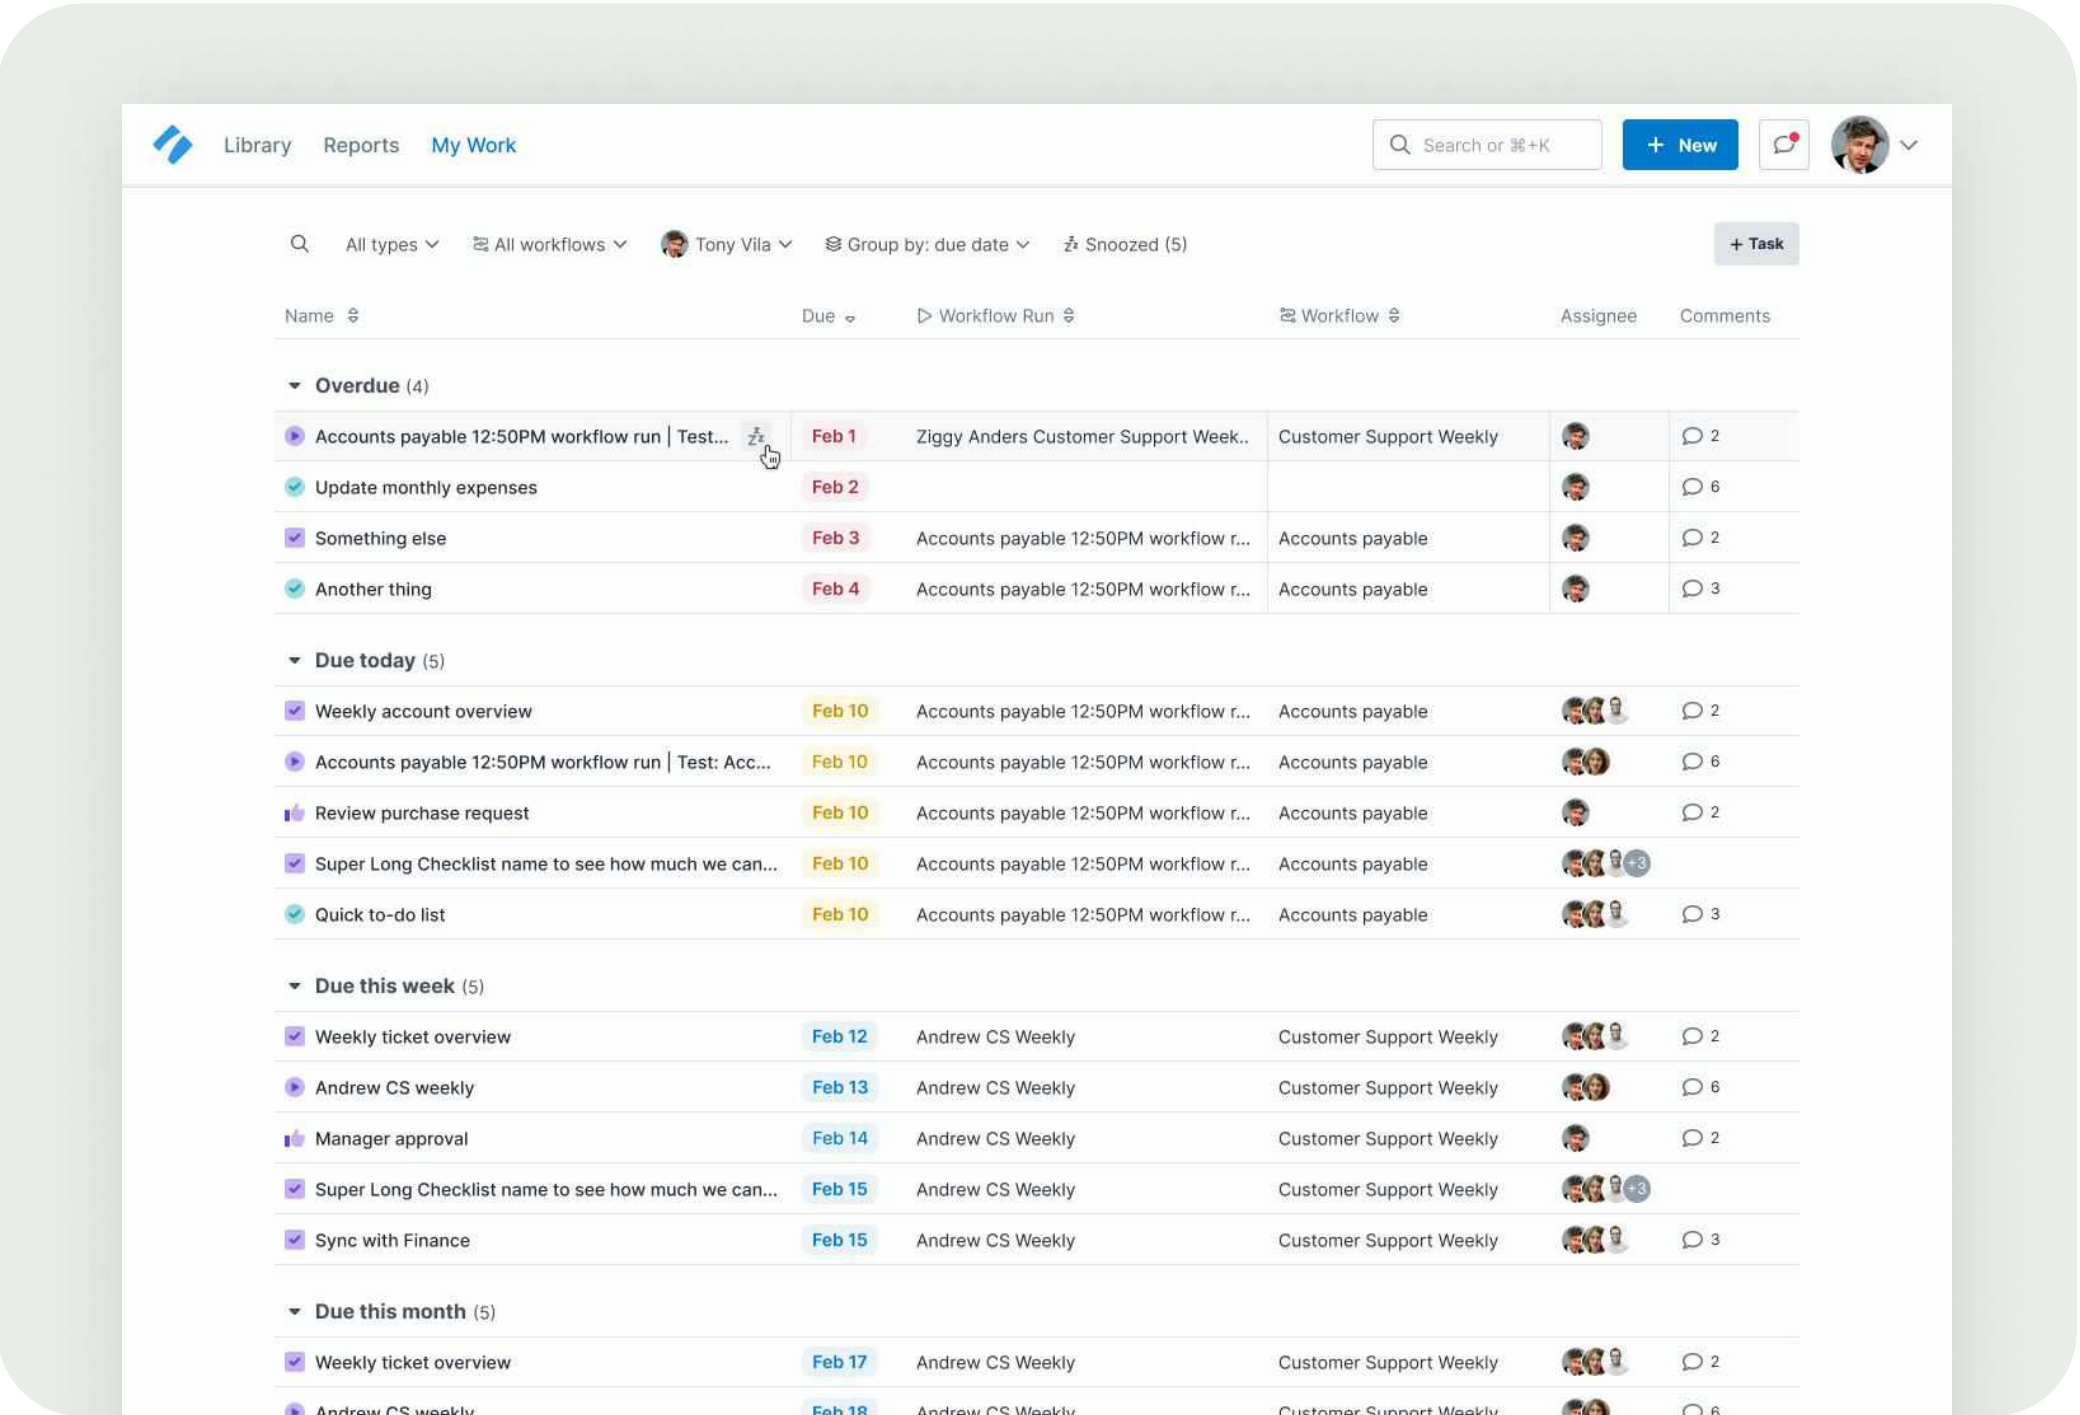 Library Reports My Work Search or ⌘+K + New
All types All workflows Tony Vila Group by: due date Snoozed (5) + Task
Name Due Workflow Run Workflow Assignee Comments
Overdue (4)
Accounts payable 12:50PM workflow run | Test... Feb 1 Ziggy Anders Customer Support Week.. Customer Support Weekly 2
Update monthly expenses Feb 2 6
Something else Feb 3 Accounts payable 12:50PM workflow r... Accounts payable 2
Another thing Feb 4 Accounts payable 12:50PM workflow r... Accounts payable 3
Due today (5)
Weekly account overview Feb 10 Accounts payable 12:50PM workflow r... Accounts payable 2
Accounts payable 12:50PM workflow run | Test: Acc... Feb 10 Accounts payable 12:50PM workflow r... Accounts payable 6
Review purchase request Feb 10 Accounts payable 12:50PM workflow r... Accounts payable 2
Super Long Checklist name to see how much we can... Feb 10 Accounts payable 12:50PM workflow r... Accounts payable +3
Quick to-do list Feb 10 Accounts payable 12:50PM workflow r... Accounts payable 3
Due this week (5)
Weekly ticket overview Feb 12 Andrew CS Weekly Customer Support Weekly 2
Andrew CS weekly Feb 13 Andrew CS Weekly Customer Support Weekly 6
Manager approval Feb 14 Andrew CS Weekly Customer Support Weekly 2
Super Long Checklist name to see how much we can... Feb 15 Andrew CS Weekly Customer Support Weekly +3
Sync with Finance Feb 15 Andrew CS Weekly Customer Support Weekly 3
Due this month (5)
Weekly ticket overview Feb 17 Andrew CS Weekly Customer Support Weekly 2
Andrew CS weekly Feb 18 Andrew CS Weekly Customer Support Weekly 6